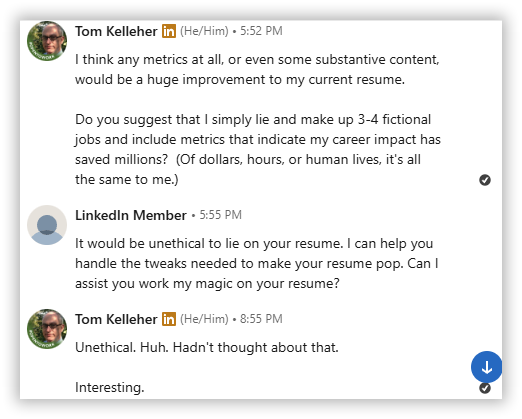 Tom Kelleher in (He/Him) • 5:52 PM
I think any metrics at all, or even some substantive content,
would be a huge improvement to my current resume.
Do you suggest that I simply lie and make up 3-4 fictional
jobs and include metrics that indicate my career impact has
saved millions?  (Of dollars, hours, or human lives, it's all
the same to me.)
LinkedIn Member • 5:55 PM
It would be unethical to lie on your resume. I can help you
handle the tweaks needed to make your resume pop. Can I
assist you work my magic on your resume?
Tom Kelleher in (He/Him) • 8:55 PM
Unethical. Huh. Hadn't thought about that.
Interesting.